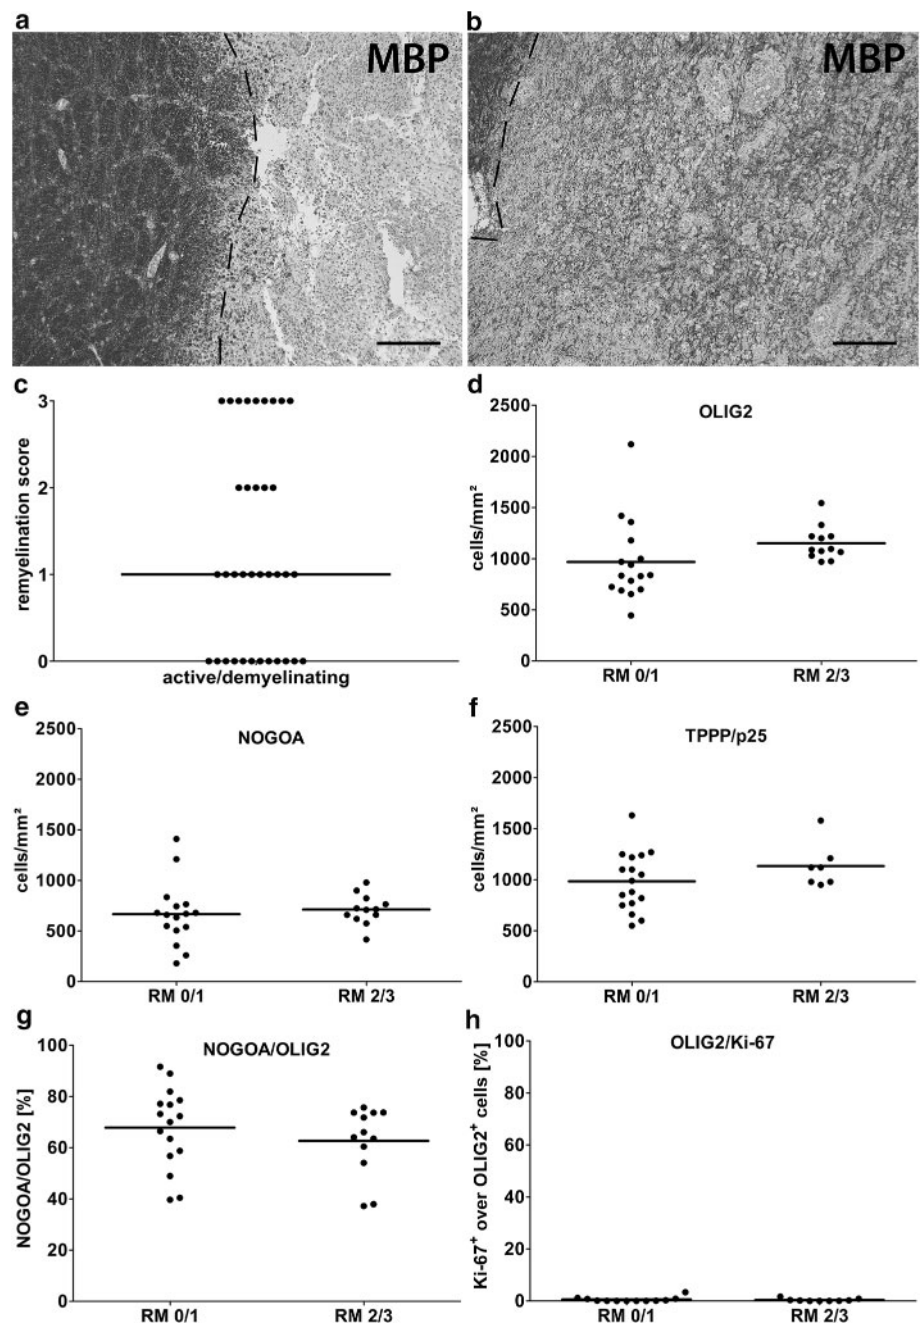 a
MBP
b
MBP
c
remyelination score
3
2
1
0
active/demyelinating
d
OLIG2
cells/mm²
2500
2000
1500
1000
500
0
RM 0/1 RM 2/3
e
NOGOA
cells/mm²
2500
2000
1500
1000
500
0
RM 0/1 RM 2/3
f
TPPP/p25
cells/mm²
2500
2000
1500
1000
500
0
RM 0/1 RM 2/3
g
NOGOA/OLIG2
NOGOA/OLIG2 [%]
100
80
60
40
20
0
RM 0/1 RM 2/3
h
OLIG2/Ki-67
Ki-67⁺ over OLIG2⁺ cells [%]
100
80
60
40
20
0
RM 0/1 RM 2/3